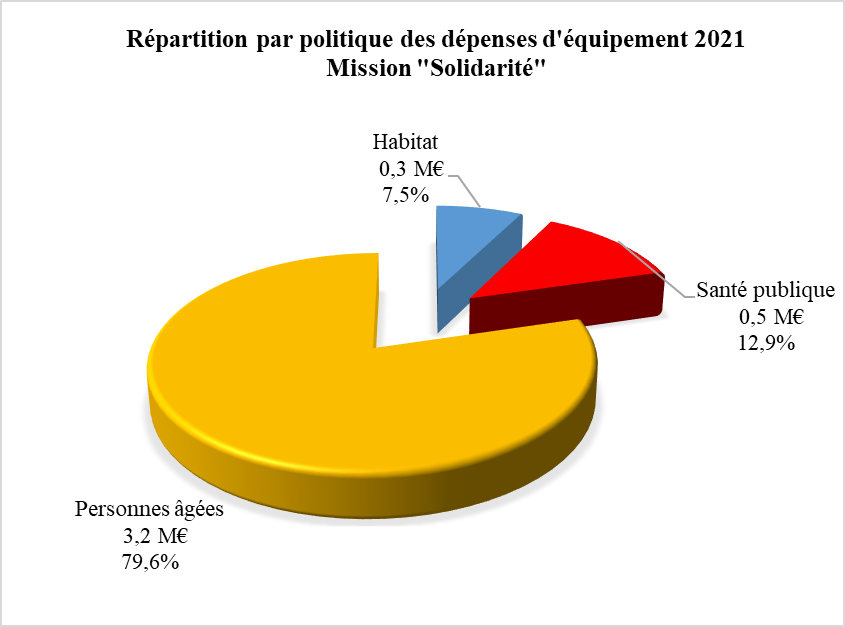 Répartition par politique des dépenses d'équipement 2021
Mission "Solidarité"
Habitat
0,3 M€
7,5%
Santé publique
0,5 M€
12,9%
Personnes âgées
3,2 M€
79,6%